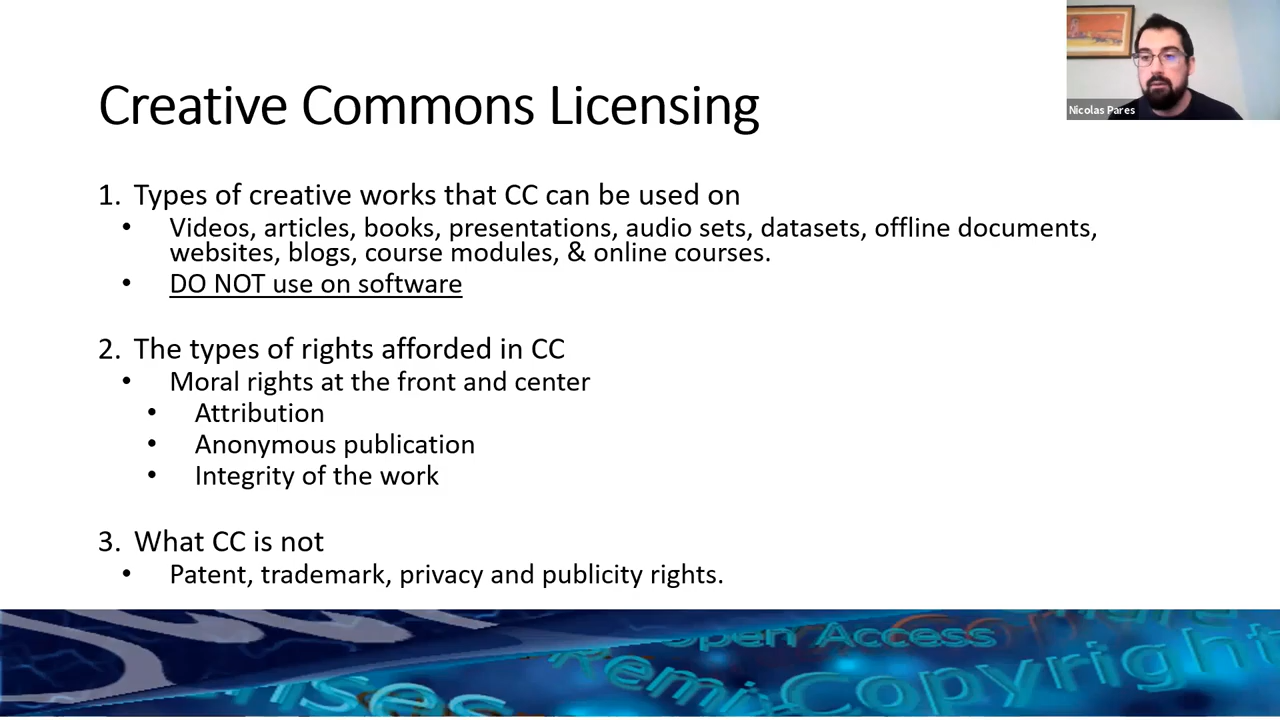 Creative Commons Licensing
Nicolas Pares
1. Types of creative works that CC can be used on
• Videos, articles, books, presentations, audio sets, datasets, offline documents,
websites, blogs, course modules, & online courses.
• DO NOT use on software
2. The types of rights afforded in CC
• Moral rights at the front and center
• Attribution
• Anonymous publication
• Integrity of the work
3. What CC is not
• Patent, trademark, privacy and publicity rights.
Open Access
Remi
Copyright